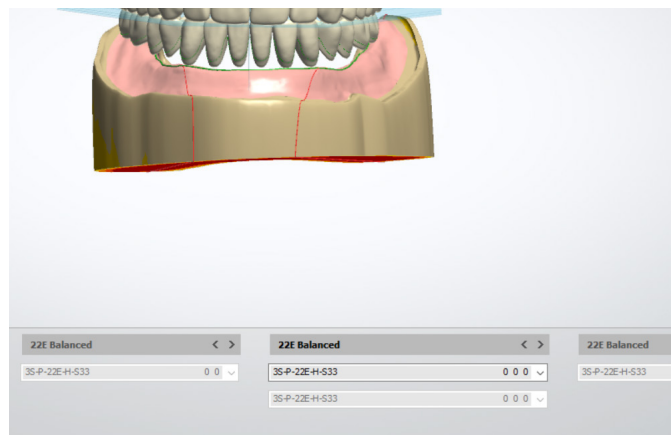 22E Balanced < > 22E Balanced < > 22E Balanced
3S-P-22E-H-S33 0 0 3S-P-22E-H-S33 0 0 0 3S-P-22E-H-S33
3S-P-22E-H-S33 0 0 0